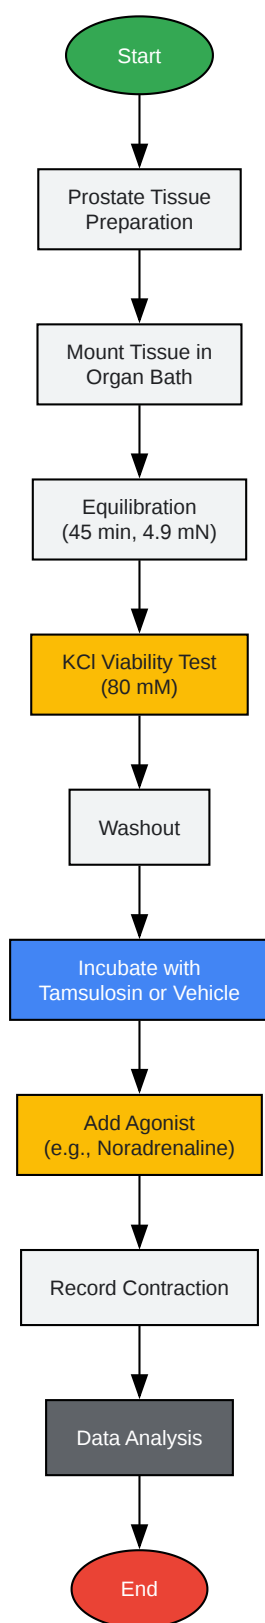 Start
Prostate Tissue
Preparation
Mount Tissue in
Organ Bath
Equilibration
(45 min, 4.9 mN)
KCl Viability Test
(80 mM)
Washout
Incubate with
Tamsulosin or Vehicle
Add Agonist
(e.g., Noradrenaline)
Record Contraction
Data Analysis
End